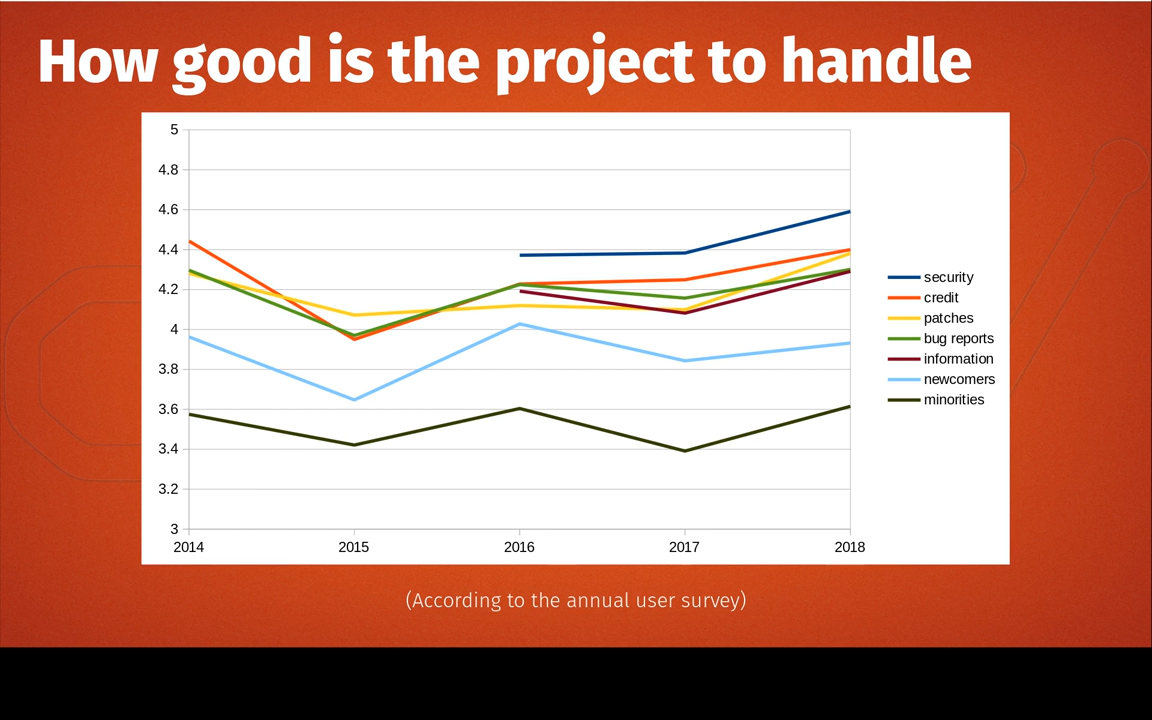 How good is the project to handle
5
4.8
4.6
4.4
4.2
4
3.8
3.6
3.4
3.2
3
2014 2015 2016 2017 2018
security
credit
patches
bug reports
information
newcomers
minorities
(According to the annual user survey)